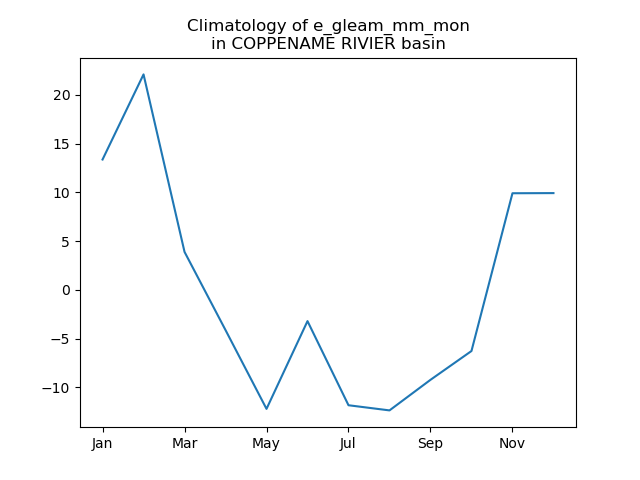 Climatology of e_gleam_mm_mon
in COPPENAME RIVIER basin
20
15
10
5
0
−5
−10
Jan
Mar
May
Jul
Sep
Nov